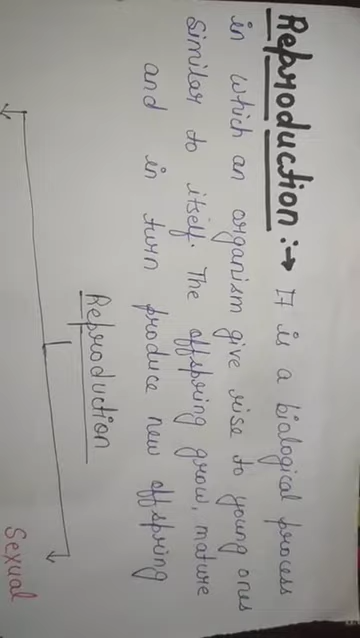 Reproduction :→ It is a biological process
in which an organism give rise to young ones
similar to itself. The offspring grow, mature
and in turn produce new offspring
Reproduction
Sexual